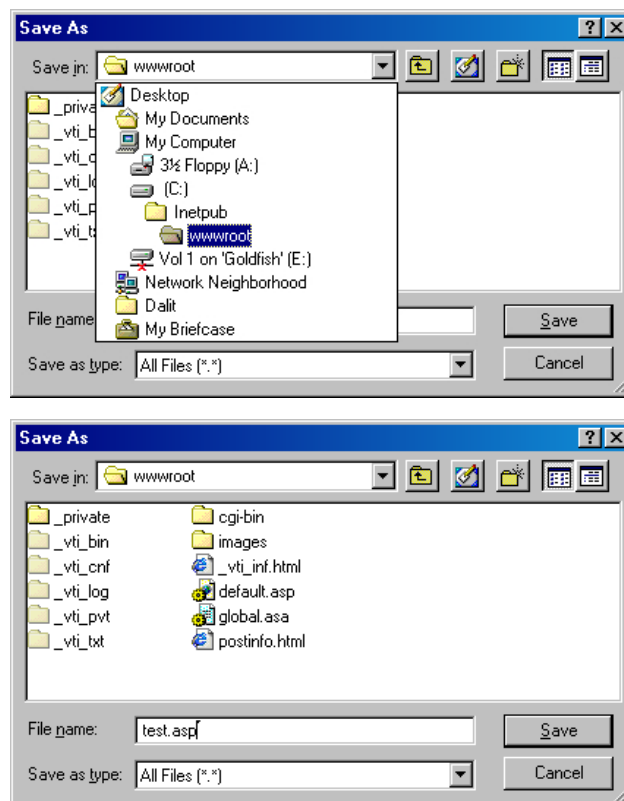 Save As
Save in: wwwroot
_priva
Desktop
_vti_b
My Documents
My Computer
3½ Floppy (A:)
(C:)
Inetpub
wwwroot
Vol 1 on 'Goldfish' (E:)
Network Neighborhood
Dalit
My Briefcase
File name
Save
Save as type: All Files (*.*)
Cancel
Save As
Save in: wwwroot
_private
cgi-bin
_vti_bin
images
_vti_cnf
_vti_inf.html
_vti_log
default.asp
_vti_pvt
global.asa
_vti_txt
postinfo.html
File name: test.asp
Save
Save as type: All Files (*.*)
Cancel